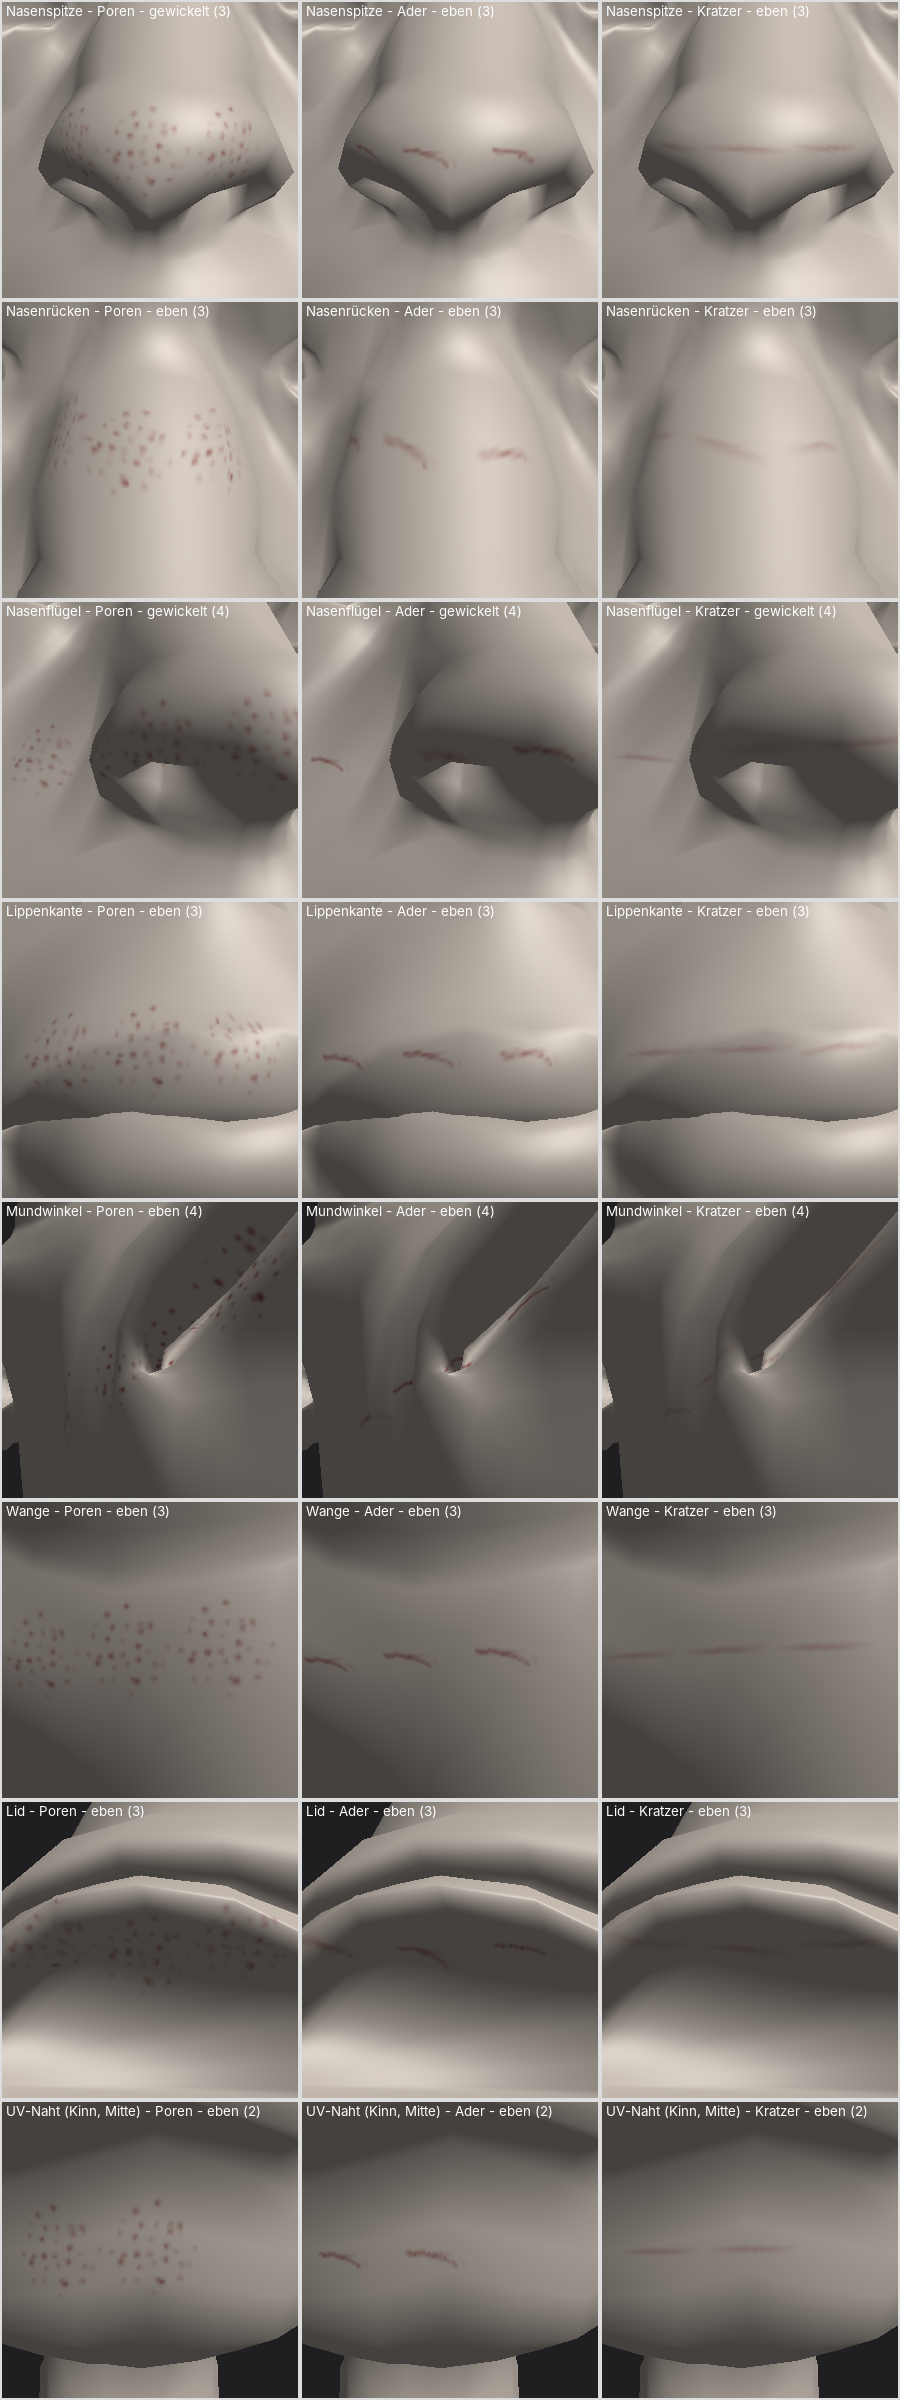 Nasenspitze - Poren - gewickelt (3)
Nasenspitze - Ader - eben (3)
Nasenspitze - Kratzer - eben (3)
Nasenrücken - Poren - eben (3)
Nasenrücken - Ader - eben (3)
Nasenrücken - Kratzer - eben (3)
Nasenflügel - Poren - gewickelt (4)
Nasenflügel - Ader - gewickelt (4)
Nasenflügel - Kratzer - gewickelt (4)
Lippenkante - Poren - eben (3)
Lippenkante - Ader - eben (3)
Lippenkante - Kratzer - eben (3)
Mundwinkel - Poren - eben (4)
Mundwinkel - Ader - eben (4)
Mundwinkel - Kratzer - eben (4)
Wange - Poren - eben (3)
Wange - Ader - eben (3)
Wange - Kratzer - eben (3)
Lid - Poren - eben (3)
Lid - Ader - eben (3)
Lid - Kratzer - eben (3)
UV-Naht (Kinn, Mitte) - Poren - eben (2)
UV-Naht (Kinn, Mitte) - Ader - eben (2)
UV-Naht (Kinn, Mitte) - Kratzer - eben (2)